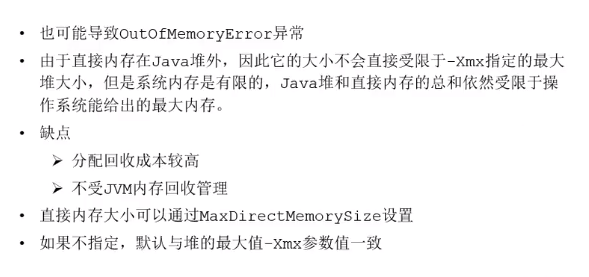 • 也可能导致OutOfMemoryError异常
• 由于直接内存在Java堆外，因此它的大小不会直接受限于-Xmx指定的最大
堆大小，但是系统内存是有限的，Java堆和直接内存的总和依然受限于操
作系统能给出的最大内存。
• 缺点
➢ 分配回收成本较高
➢ 不受JVM内存回收管理
• 直接内存大小可以通过MaxDirectMemorySize设置
• 如果不指定，默认与堆的最大值-Xmx参数值一致